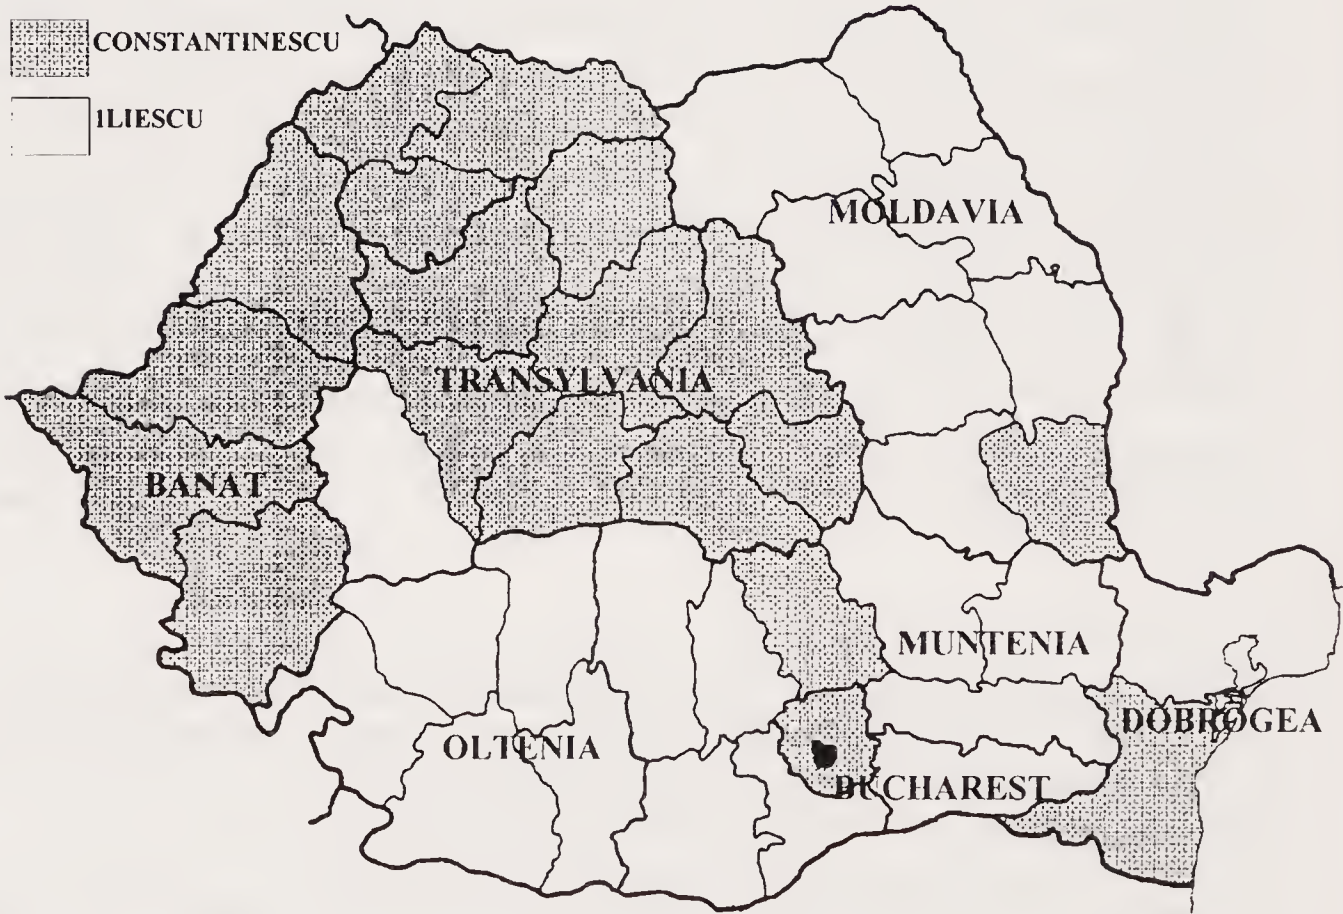 CONSTANTINESCU
ILIESCU
MOLDAVIA
TRANSYLVANIA
BANAT
MUNTENIA
DOBROGEA
OLTENIA
BUCHAREST